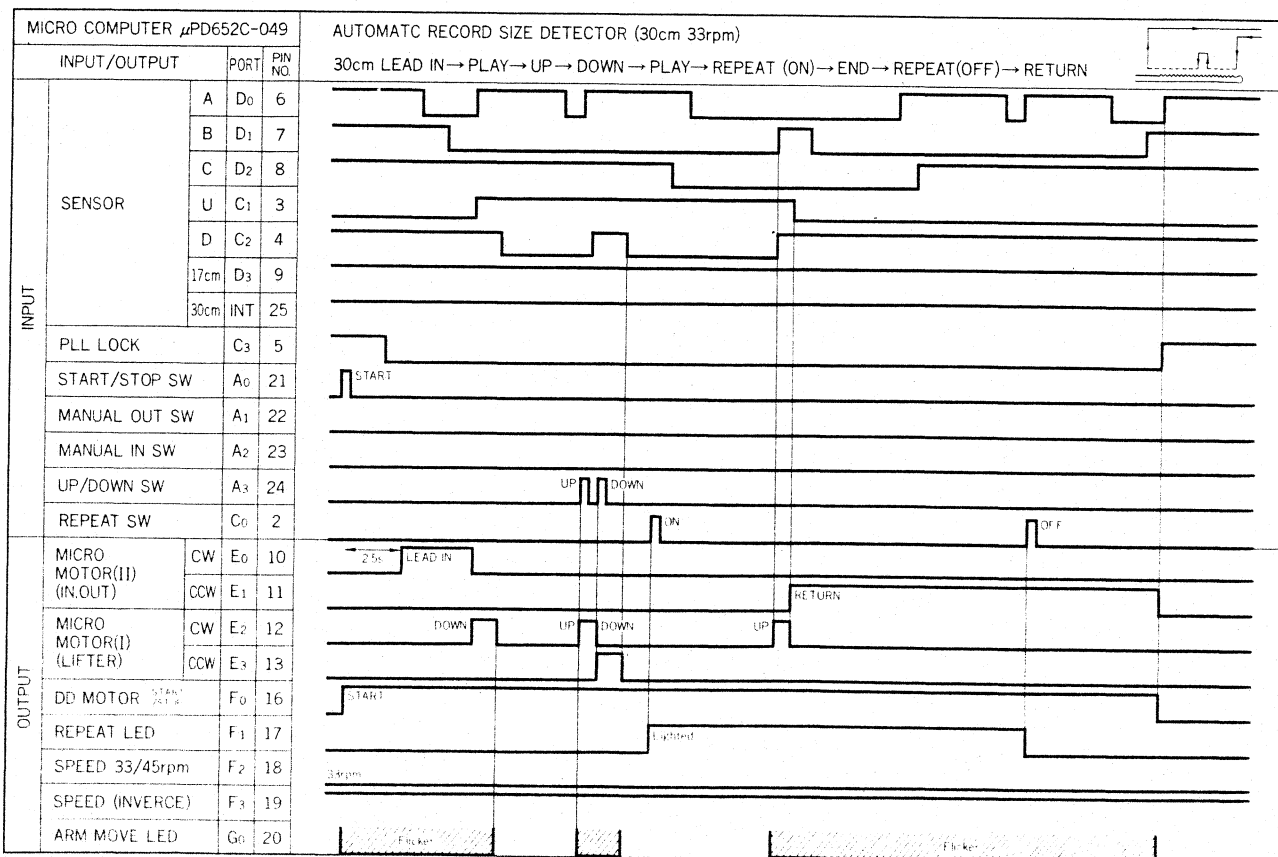 MICRO COMPUTER μPD652C-049
AUTOMATC RECORD SIZE DETECTOR (30cm 33rpm)
INPUT/OUTPUT PORT PIN NO.
30cm LEAD IN→PLAY→UP→DOWN→PLAY→REPEAT (ON)→END→REPEAT(OFF)→RETURN
INPUT
SENSOR
A D0 6
B D1 7
C D2 8
U C1 3
D C2 4
17cm D3 9
30cm INT 25
PLL LOCK C3 5
START/STOP SW A0 21 START
MANUAL OUT SW A1 22
MANUAL IN SW A2 23
UP/DOWN SW A3 24 UP DOWN
REPEAT SW C0 2 ON OFF
OUTPUT
MICRO MOTOR(II) (IN.OUT)
CW E0 10 2.5s LEAD IN
CCW E1 11 RETURN
MICRO MOTOR(I) (LIFTER)
CW E2 12 DOWN UP DOWN UP
CCW E3 13
DD MOTOR F0 16 START
REPEAT LED F1 17 Lighted
SPEED 33/45rpm F2 18 33rpm
SPEED (INVERCE) F3 19
ARM MOVE LED G0 20 Flicker Flicker